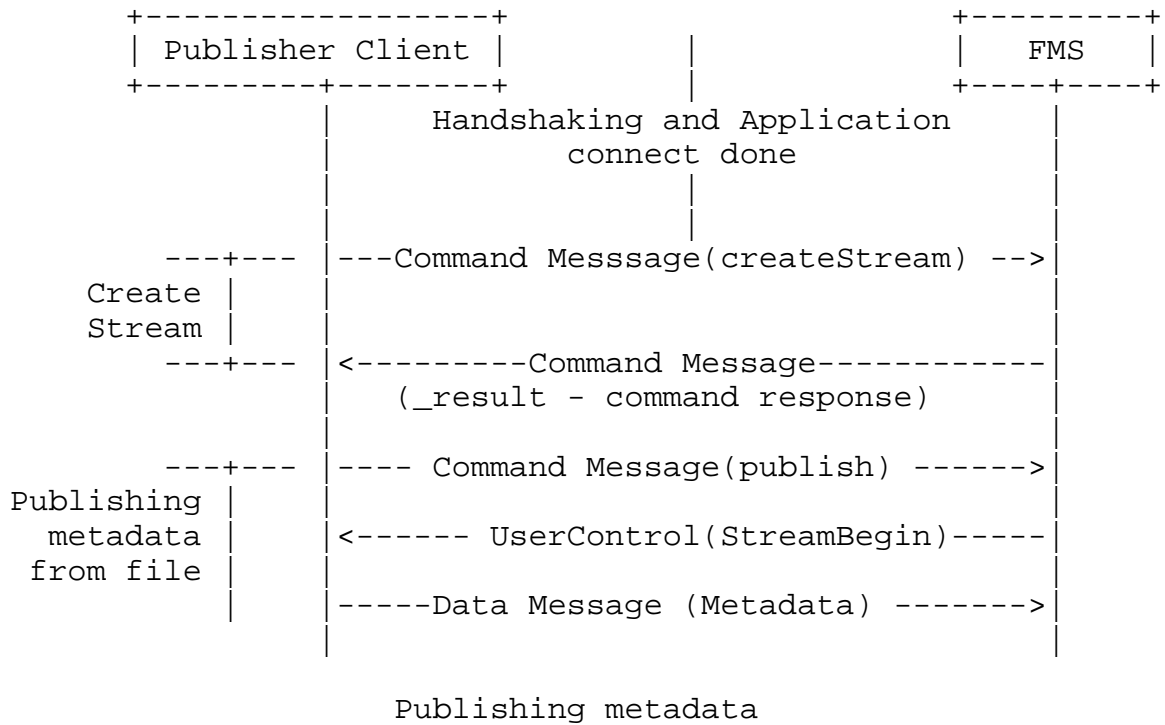 Publisher Client FMS
Handshaking and Application
connect done
---Command Messsage(createStream) -->
Create
Stream
<---------Command Message------------
(_result - command response)
---- Command Message(publish) ------>
Publishing
metadata <------ UserControl(StreamBegin)-----
from file
-----Data Message (Metadata) ------->
Publishing metadata